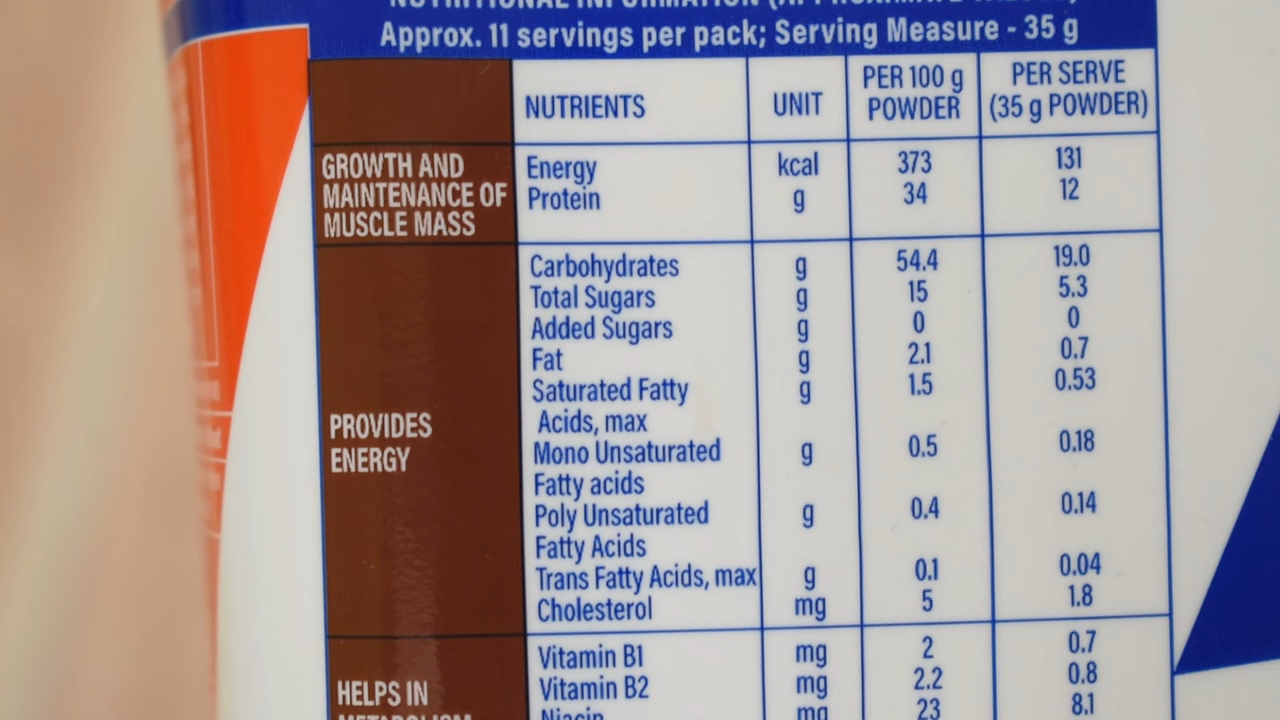 NUTRITIONAL INFORMATION (APPROXIMATE VALUES)
Approx. 11 servings per pack; Serving Measure - 35 g
NUTRIENTS UNIT PER 100 g POWDER PER SERVE (35 g POWDER)
GROWTH AND MAINTENANCE OF MUSCLE MASS
Energy kcal 373 131
Protein g 34 12
PROVIDES ENERGY
Carbohydrates g 54.4 19.0
Total Sugars g 15 5.3
Added Sugars g 0 0
Fat g 2.1 0.7
Saturated Fatty Acids, max g 1.5 0.53
Mono Unsaturated Fatty acids g 0.5 0.18
Poly Unsaturated Fatty Acids g 0.4 0.14
Trans Fatty Acids, max g 0.1 0.04
Cholesterol mg 5 1.8
HELPS IN METABOLISM
Vitamin B1 mg 2 0.7
Vitamin B2 mg 2.2 0.8
Niacin mg 23 8.1